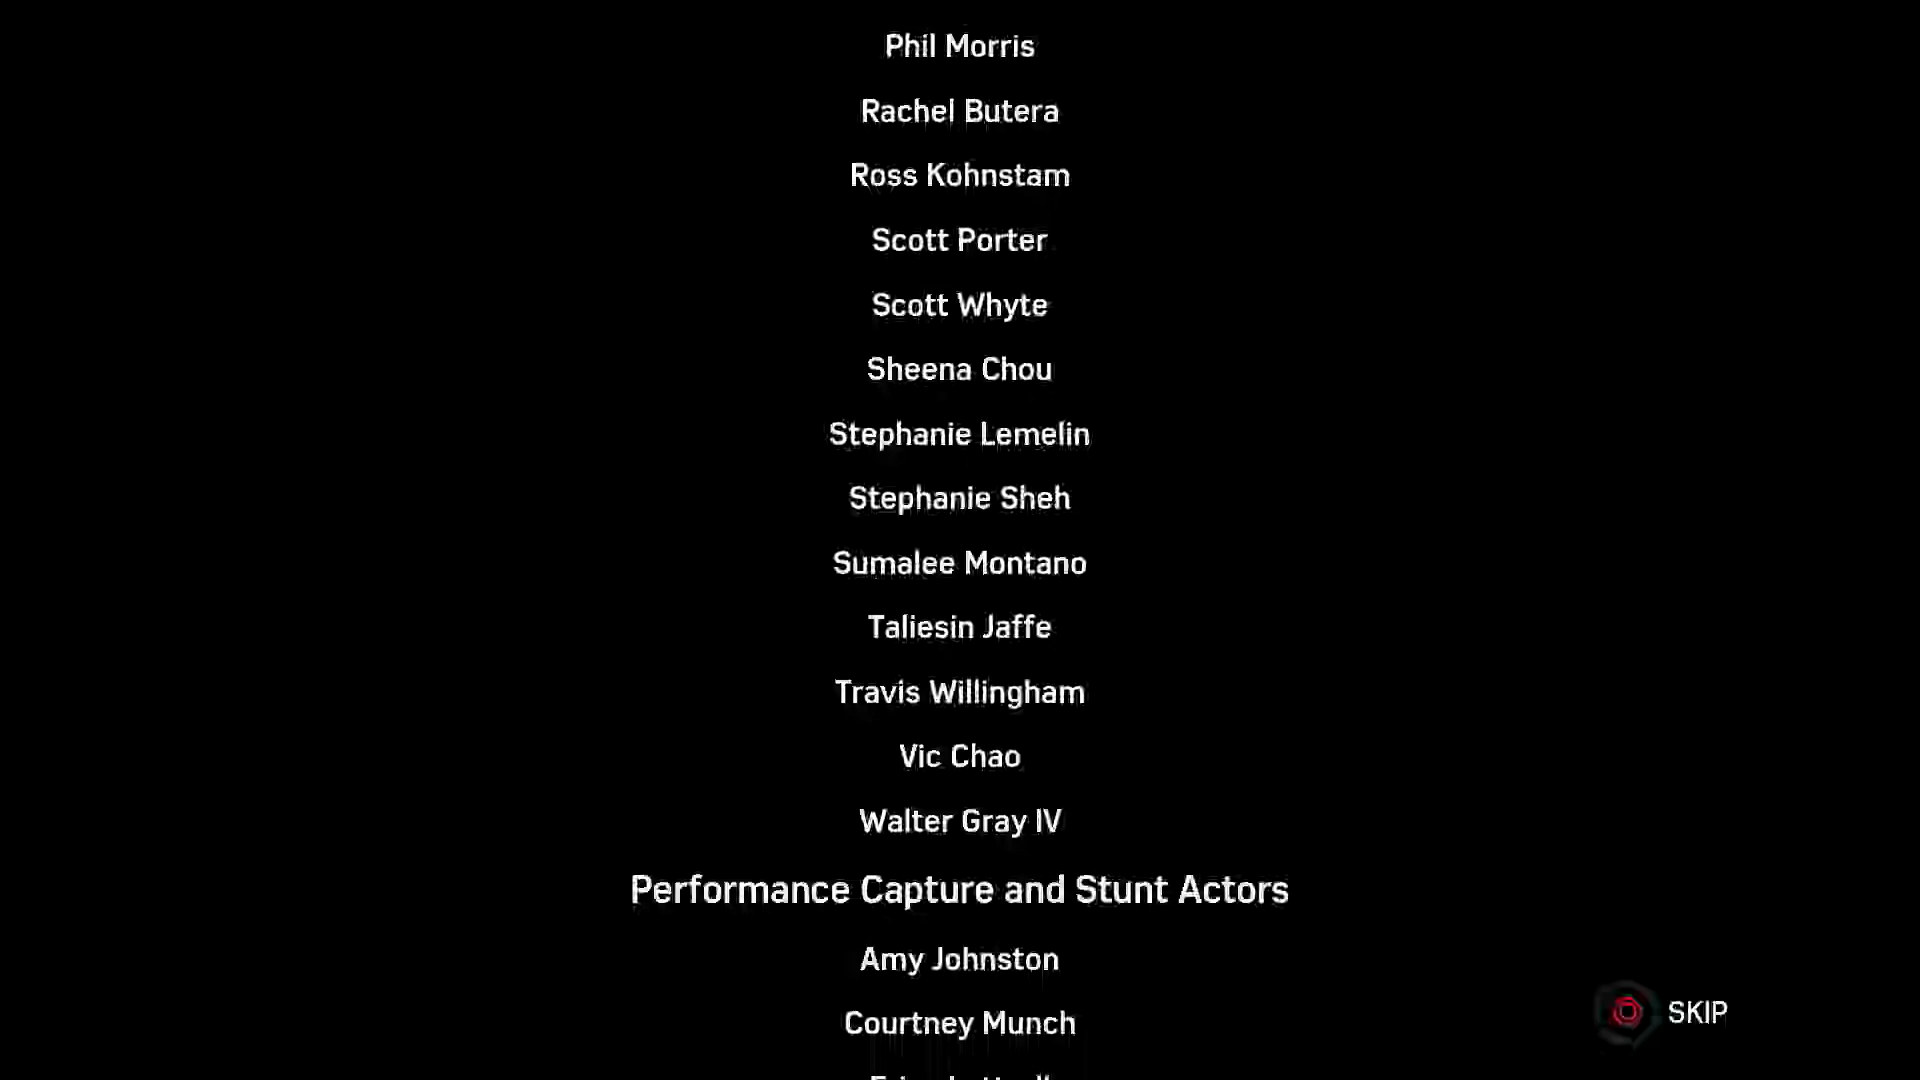 Phil Morris
Rachel Butera
Ross Kohnstam
Scott Porter
Scott Whyte
Sheena Chou
Stephanie Lemelin
Stephanie Sheh
Sumalee Montano
Taliesin Jaffe
Travis Willingham
Vic Chao
Walter Gray IV
Performance Capture and Stunt Actors
Amy Johnston
Courtney Munch
SKIP